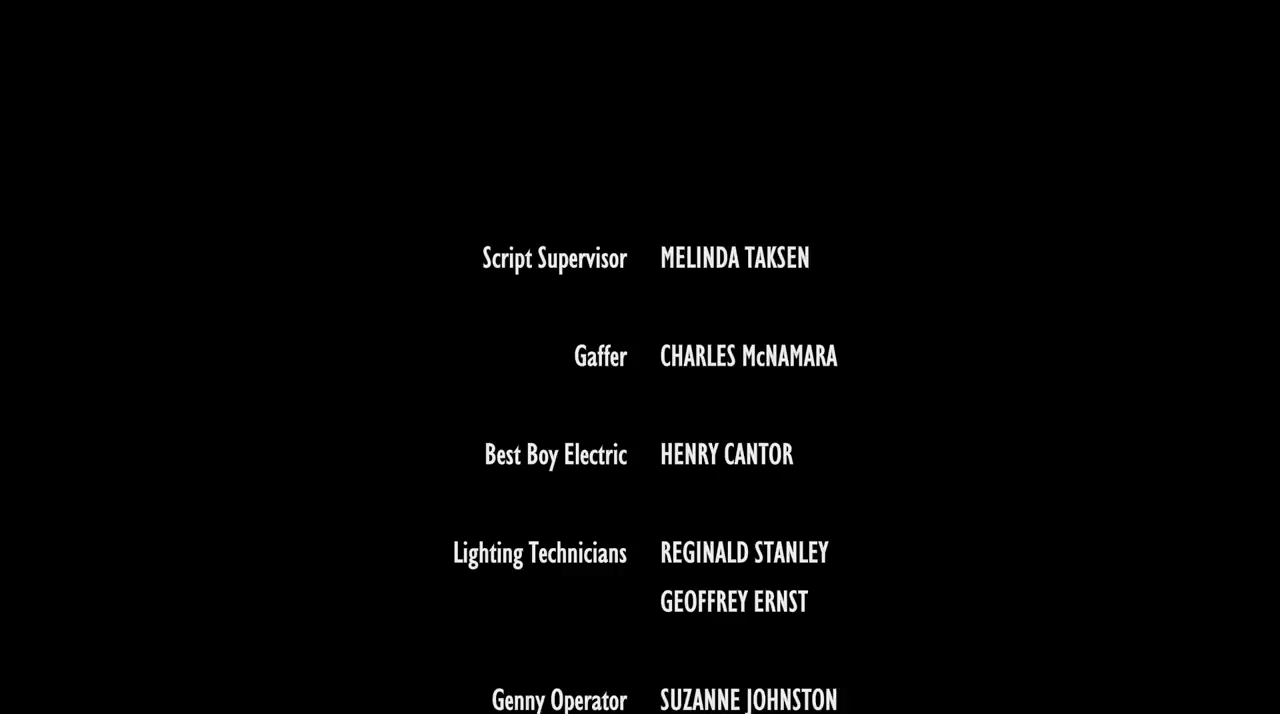 Script Supervisor MELINDA TAKSEN
Gaffer CHARLES McNAMARA
Best Boy Electric HENRY CANTOR
Lighting Technicians REGINALD STANLEY
GEOFFREY ERNST
Genny Operator SUZANNE JOHNSTON